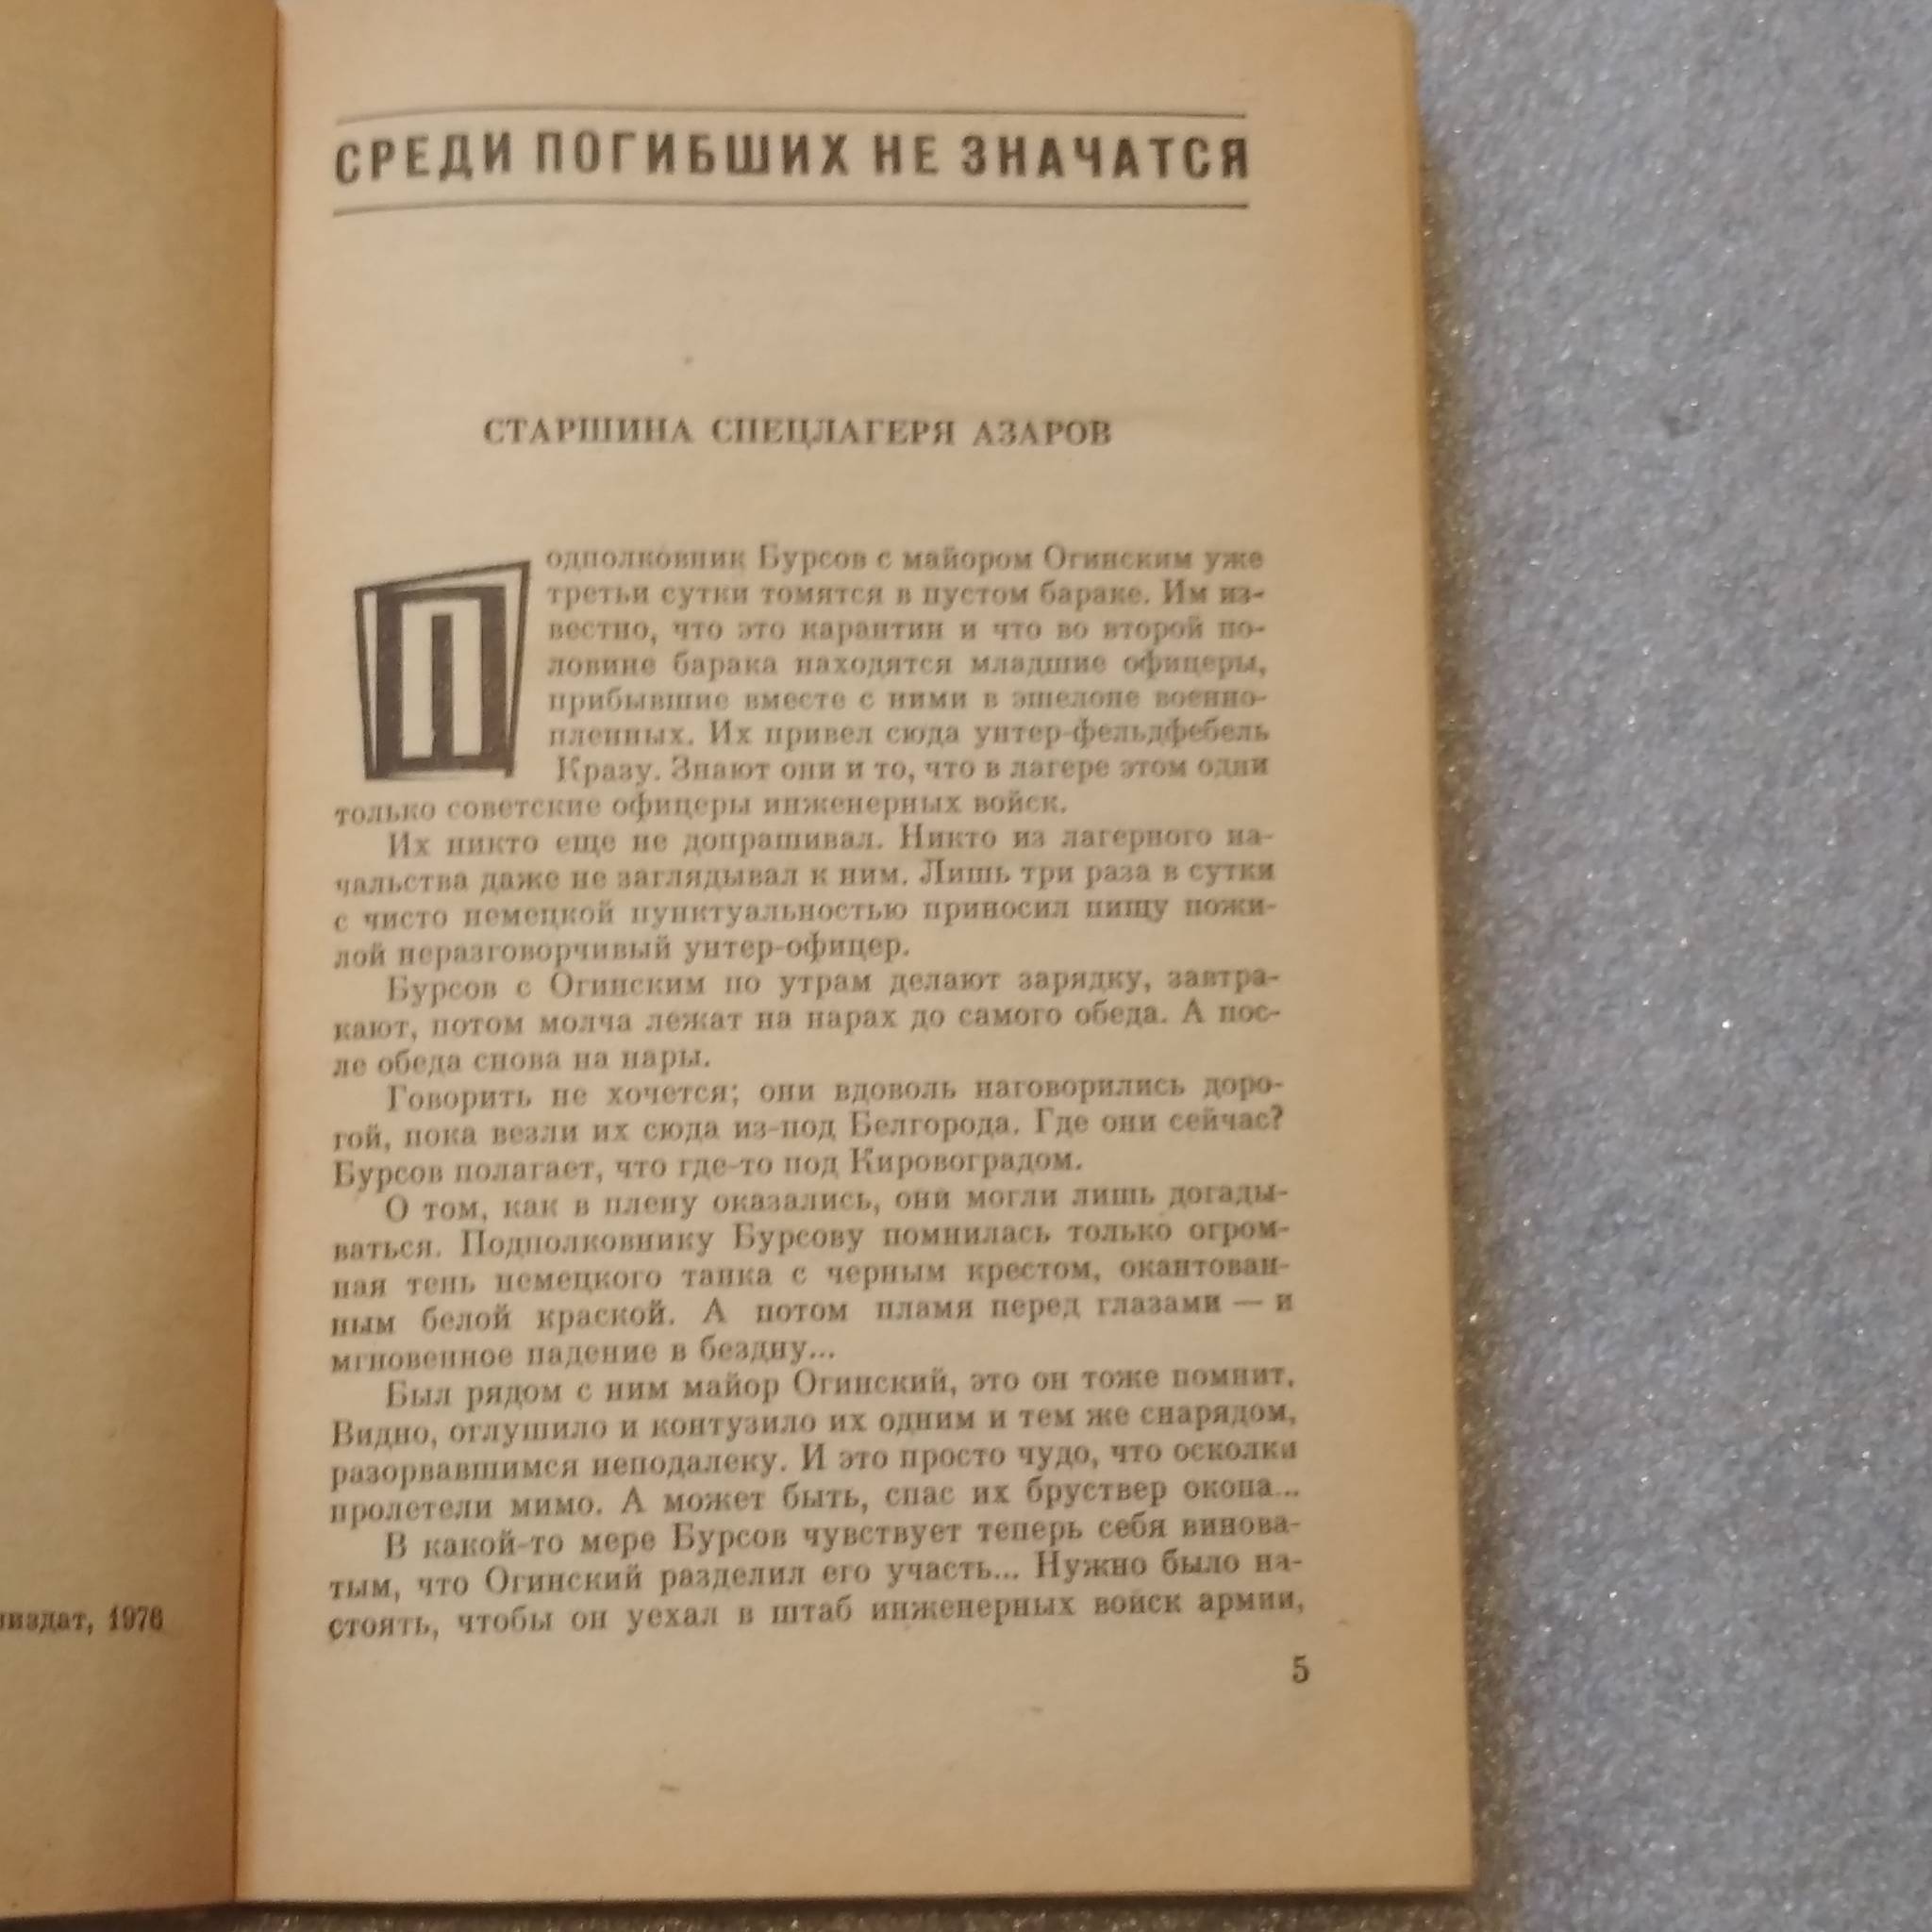 СРЕДИ ПОГИБШИХ НЕ ЗНАЧАТСЯ
СТАРШИНА СПЕЦЛАГЕРЯ АЗАРОВ
Подполковник Бурсов с майором Огинским уже
третьи сутки томятся в пустом бараке. Им из-
вестно, что это карантин и что во второй по-
ловине барака находятся младшие офицеры,
прибывшие вместе с ними в эшелоне военно-
пленных. Их привел сюда унтер-фельдфебель
Кразу. Знают они и то, что в лагере этом одни
только советские офицеры инженерных войск.
Их никто еще не допрашивал. Никто из лагерного на-
чальства даже не заглядывал к ним. Лишь три раза в сутки
с чисто немецкой пунктуальностью приносил пищу пожи-
лой неразговорчивый унтер-офицер.
Бурсов с Огинским по утрам делают зарядку, завтра-
кают, потом молча лежат на нарах до самого обеда. А пос-
ле обеда снова на нары.
Говорить не хочется; они вдоволь наговорились доро-
гой, пока везли их сюда из-под Белгорода. Где они сейчас?
Бурсов полагает, что где-то под Кировоградом.
О том, как в плену оказались, они могли лишь догады-
ваться. Подполковнику Бурсову помнилась только огром-
ная тень немецкого танка с черным крестом, окантован-
ным белой краской. А потом пламя перед глазами — и
мгновенное падение в бездну...
Был рядом с ним майор Огинский, это он тоже помнит.
Видно, оглушило и контузило их одним и тем же снарядом,
разорвавшимся неподалеку. И это просто чудо, что осколки
пролетели мимо. А может быть, спас их бруствер окопа...
В какой-то мере Бурсов чувствует теперь себя винова-
тым, что Огинский разделил его участь... Нужно было на-
стоять, чтобы он уехал в штаб инженерных войск армии,
5
1976